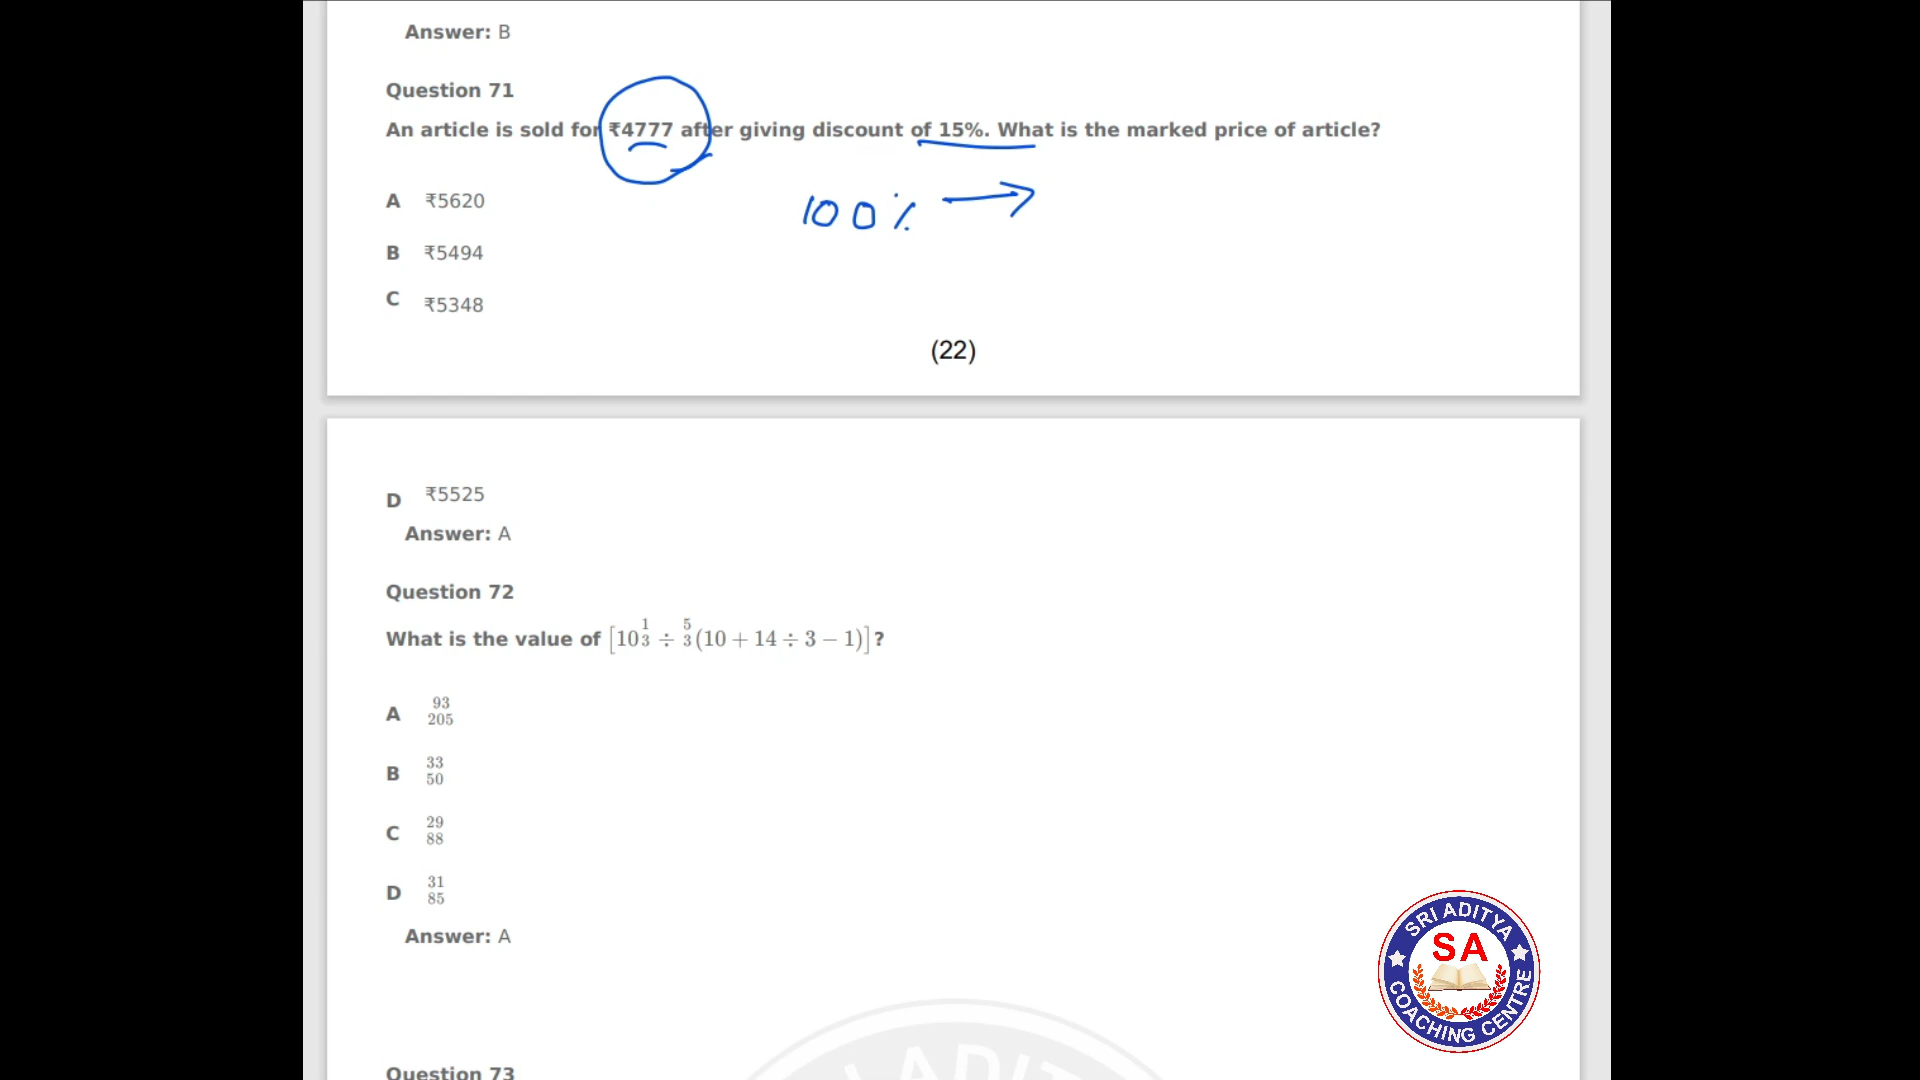 Answer: B
Question 71
An article is sold for ₹4777 after giving discount of 15%. What is the marked price of article?
100% →
A ₹5620
B ₹5494
C ₹5348
(22)
D ₹5525
Answer: A
Question 72
What is the value of [10 1/3 ÷ 5/3 (10 + 14 ÷ 3 − 1)]?
A 93/205
B 33/50
C 29/88
D 31/85
Answer: A
Question 73
SRI ADITYA
SA
COACHING CENTRE